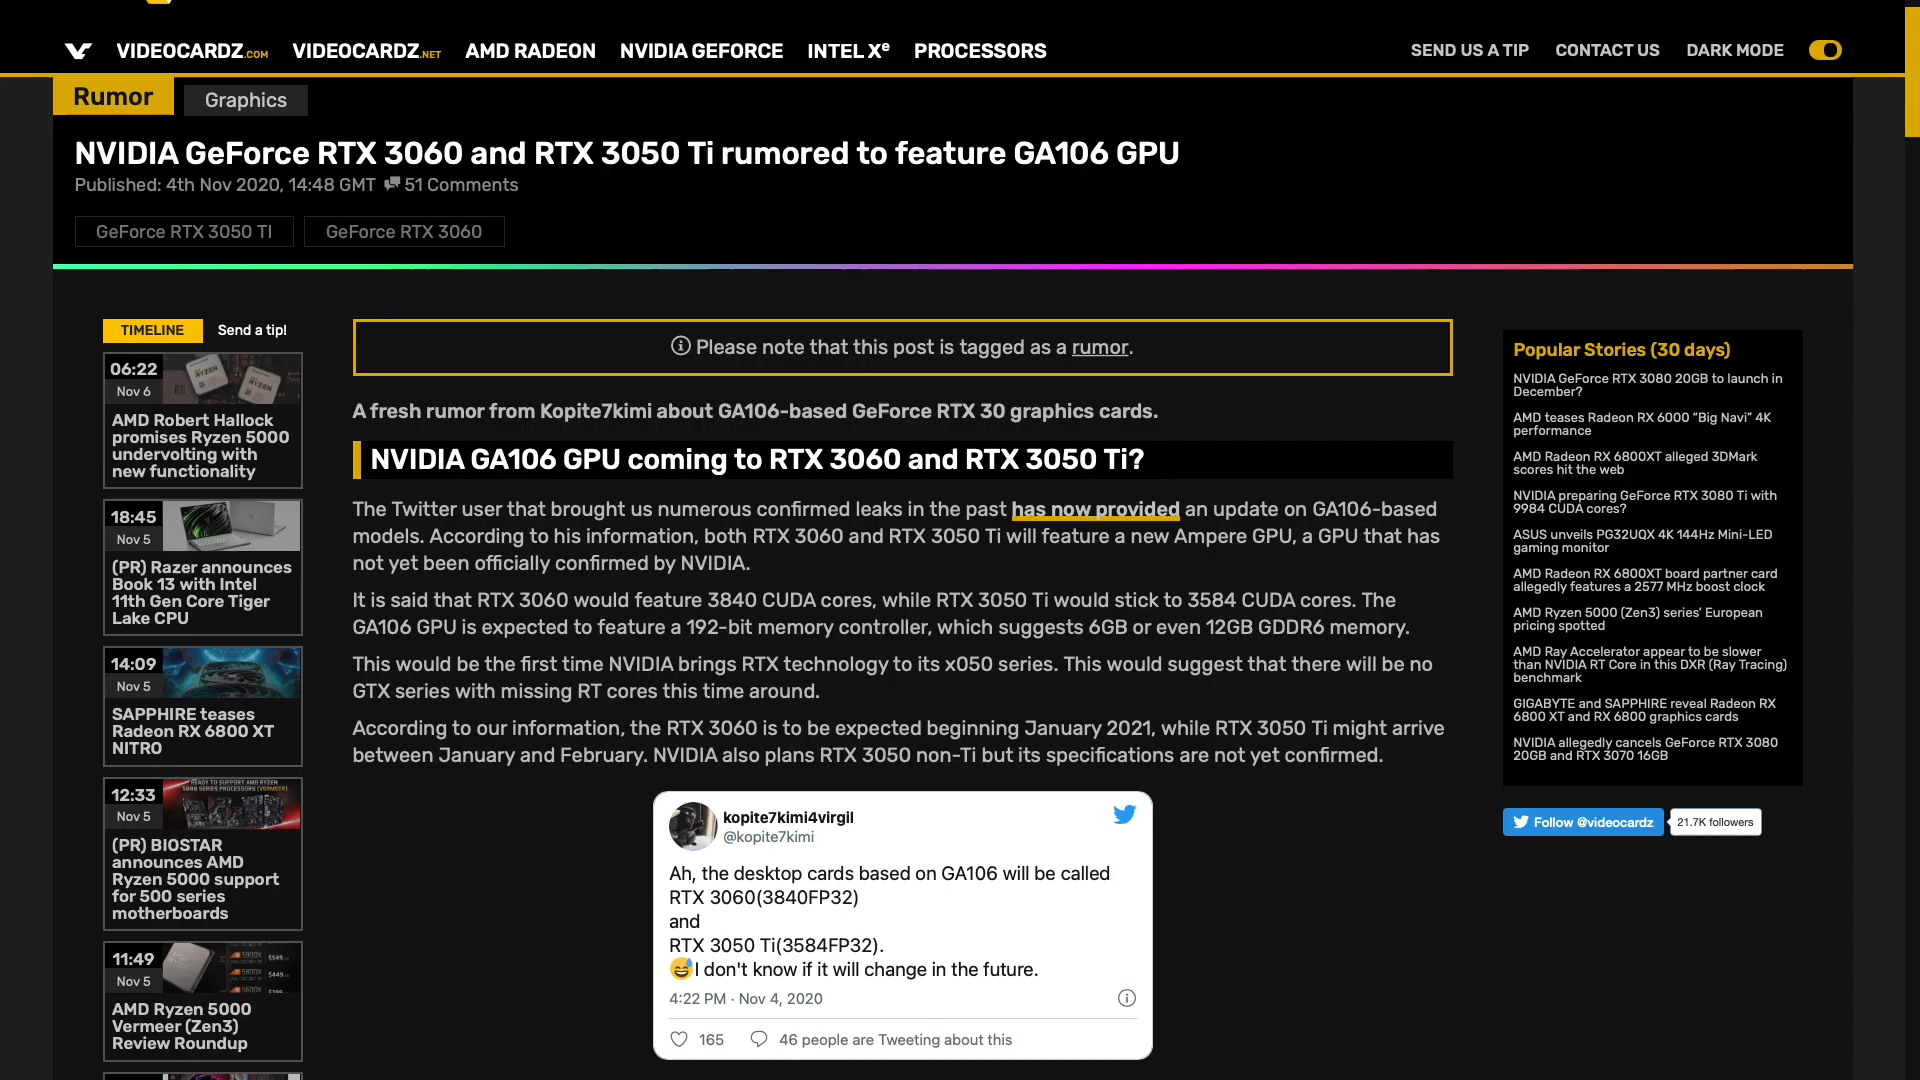 VIDEOCARDZ.COM VIDEOCARDZ.NET AMD RADEON NVIDIA GEFORCE INTEL Xe PROCESSORS SEND US A TIP CONTACT US DARK MODE
Rumor Graphics
NVIDIA GeForce RTX 3060 and RTX 3050 Ti rumored to feature GA106 GPU
Published: 4th Nov 2020, 14:48 GMT 51 Comments
GeForce RTX 3050 TI GeForce RTX 3060
TIMELINE Send a tip!
06:22
Nov 6
AMD Robert Hallock
promises Ryzen 5000
undervolting with
new functionality
18:45
Nov 5
(PR) Razer announces
Book 13 with Intel
11th Gen Core Tiger
Lake CPU
14:09
Nov 5
SAPPHIRE teases
Radeon RX 6800 XT
NITRO
12:33
Nov 5
READY TO SUPPORT AMD RYZEN
5000 SERIES PROCESSORS (VERMEER)
(PR) BIOSTAR
announces AMD
Ryzen 5000 support
for 500 series
motherboards
11:49
Nov 5
AMD Ryzen 5000
Vermeer (Zen3)
Review Roundup
Please note that this post is tagged as a rumor.
A fresh rumor from Kopite7kimi about GA106-based GeForce RTX 30 graphics cards.
NVIDIA GA106 GPU coming to RTX 3060 and RTX 3050 Ti?
The Twitter user that brought us numerous confirmed leaks in the past has now provided an update on GA106-based
models. According to his information, both RTX 3060 and RTX 3050 Ti will feature a new Ampere GPU, a GPU that has
not yet been officially confirmed by NVIDIA.
It is said that RTX 3060 would feature 3840 CUDA cores, while RTX 3050 Ti would stick to 3584 CUDA cores. The
GA106 GPU is expected to feature a 192-bit memory controller, which suggests 6GB or even 12GB GDDR6 memory.
This would be the first time NVIDIA brings RTX technology to its x050 series. This would suggest that there will be no
GTX series with missing RT cores this time around.
According to our information, the RTX 3060 is to be expected beginning January 2021, while RTX 3050 Ti might arrive
between January and February. NVIDIA also plans RTX 3050 non-Ti but its specifications are not yet confirmed.
kopite7kimi4virgil
@kopite7kimi
Ah, the desktop cards based on GA106 will be called
RTX 3060(3840FP32)
and
RTX 3050 Ti(3584FP32).
😅I don't know if it will change in the future.
4:22 PM · Nov 4, 2020
165 46 people are Tweeting about this
Popular Stories (30 days)
NVIDIA GeForce RTX 3080 20GB to launch in
December?
AMD teases Radeon RX 6000 “Big Navi” 4K
performance
AMD Radeon RX 6800XT alleged 3DMark
scores hit the web
NVIDIA preparing GeForce RTX 3080 Ti with
9984 CUDA cores?
ASUS unveils PG32UQX 4K 144Hz Mini-LED
gaming monitor
AMD Radeon RX 6800XT board partner card
allegedly features a 2577 MHz boost clock
AMD Ryzen 5000 (Zen3) series’ European
pricing spotted
AMD Ray Accelerator appear to be slower
than NVIDIA RT Core in this DXR (Ray Tracing)
benchmark
GIGABYTE and SAPPHIRE reveal Radeon RX
6800 XT and RX 6800 graphics cards
NVIDIA allegedly cancels GeForce RTX 3080
20GB and RTX 3070 16GB
Follow @videocardz 21.7K followers